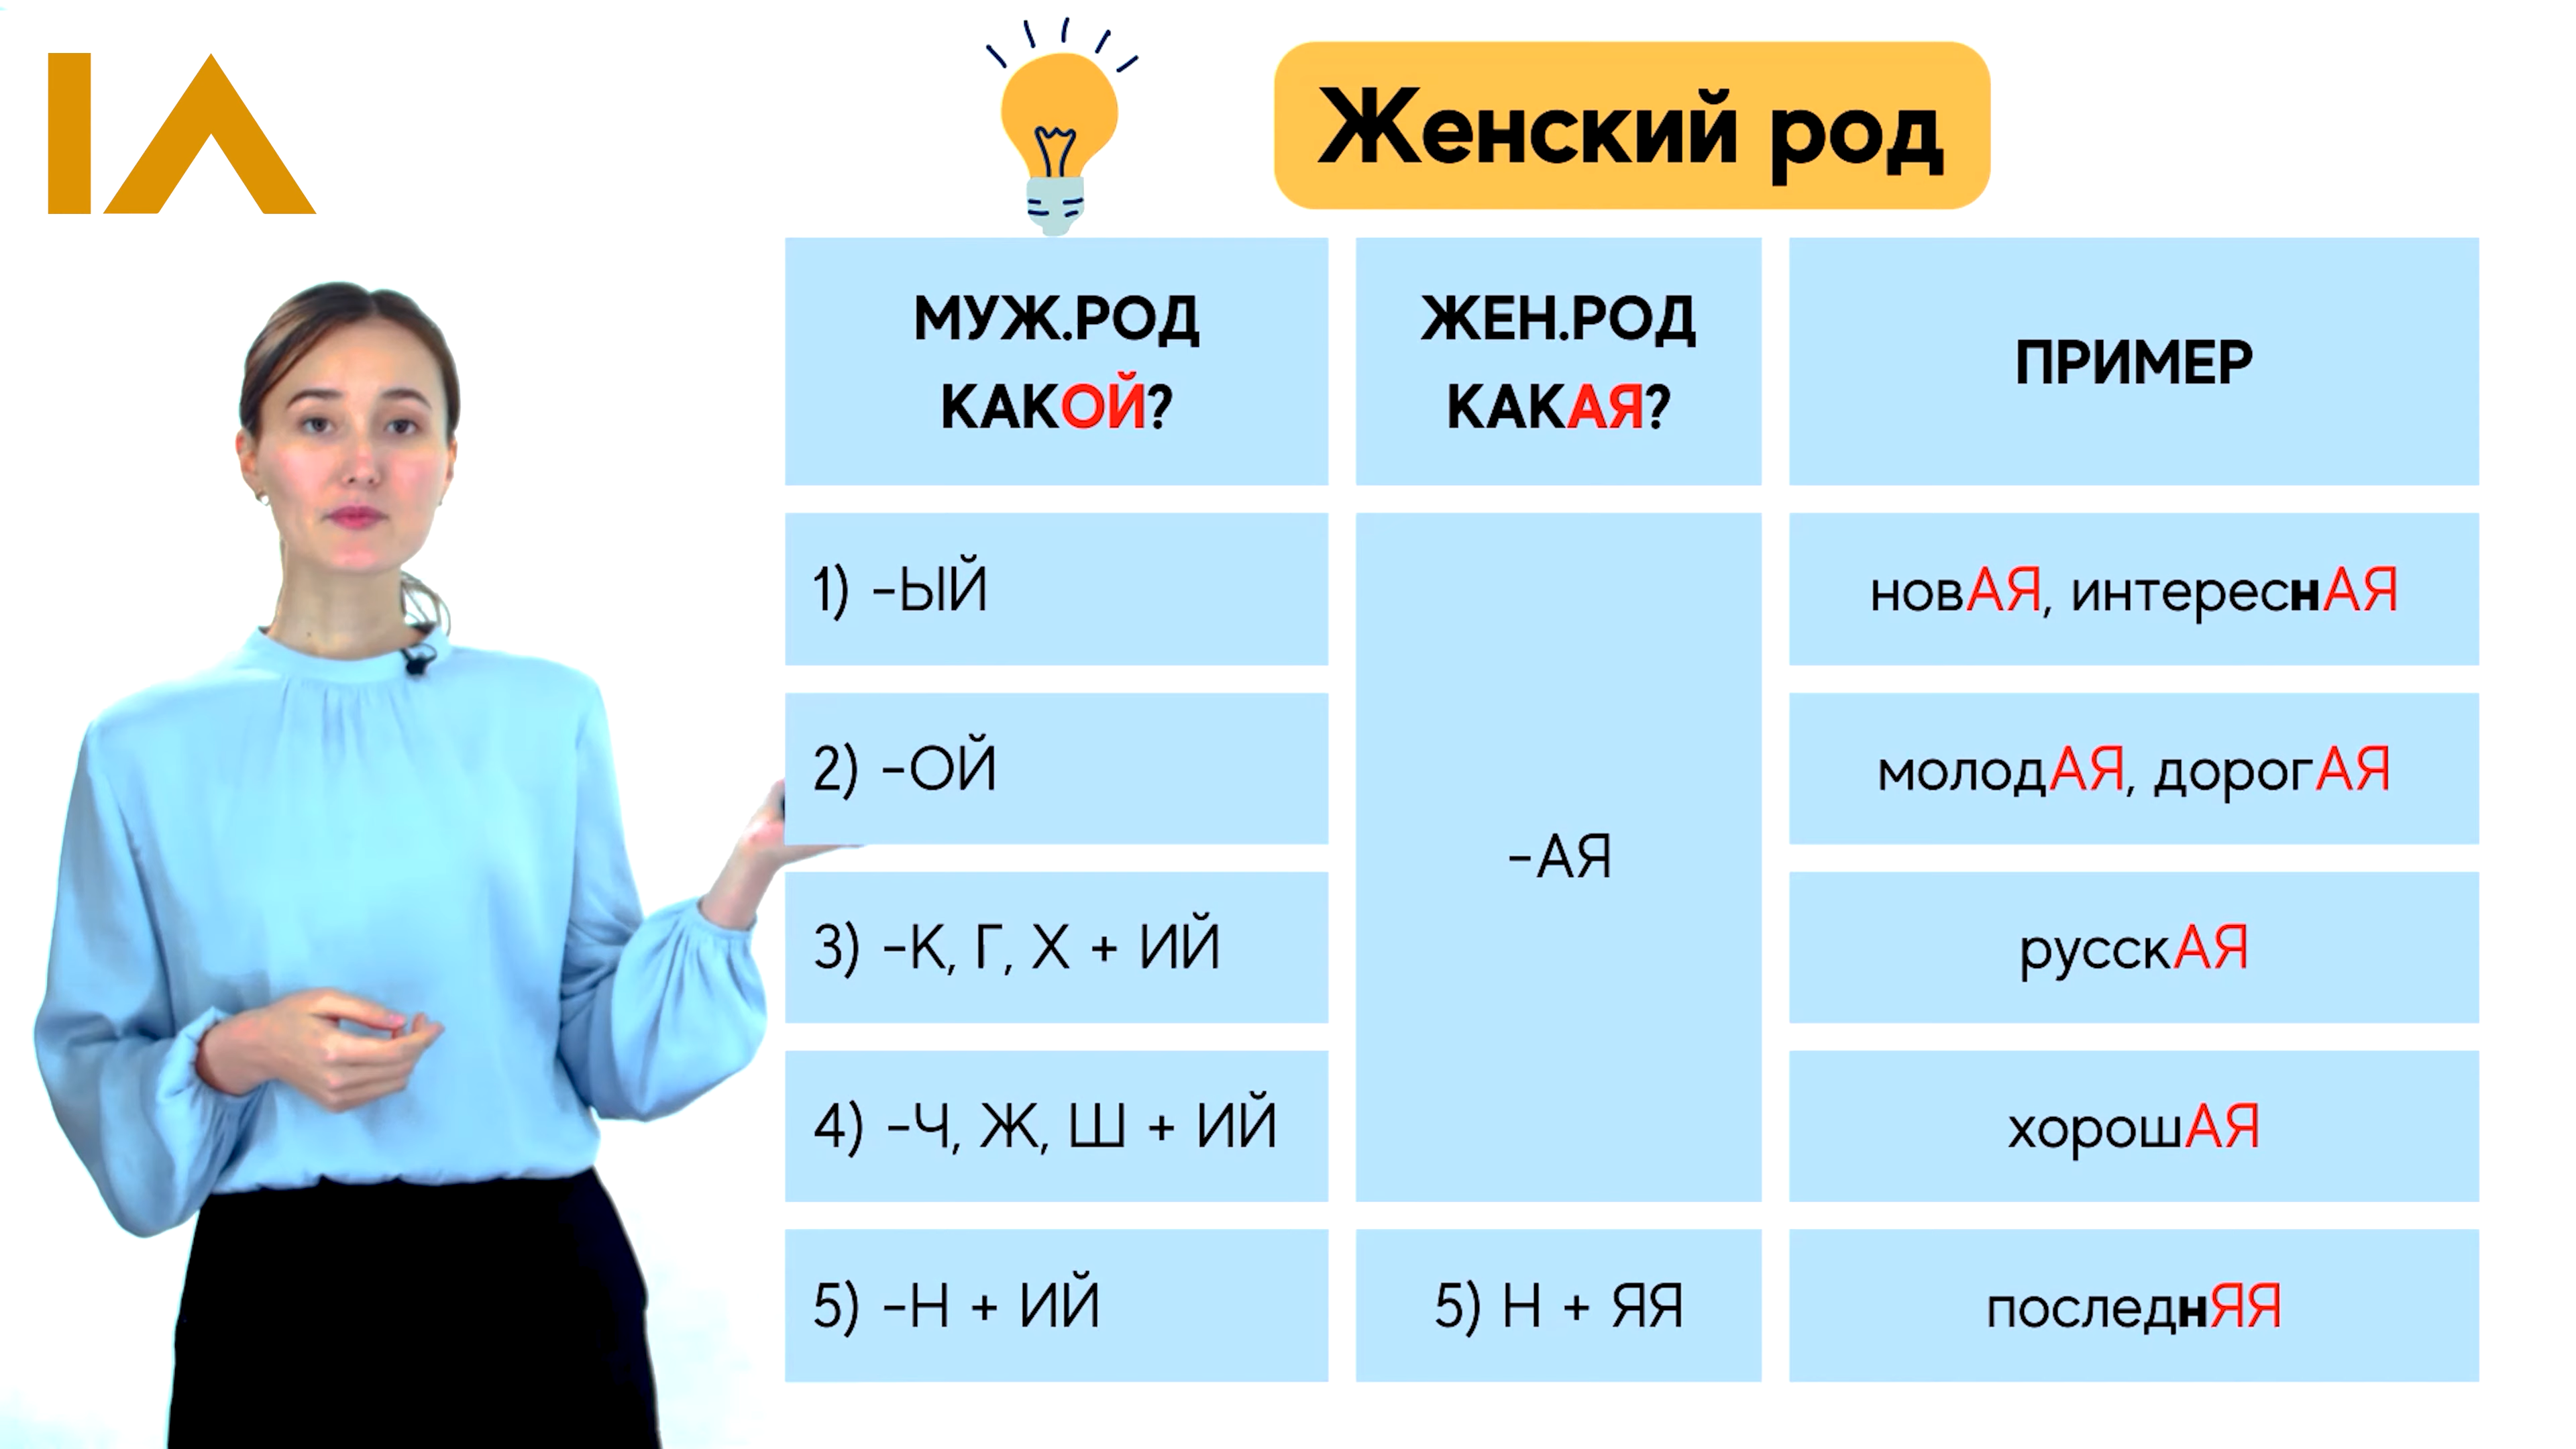 Женский род
МУЖ.РОД
КАКОЙ?
ЖЕН.РОД
КАКАЯ?
ПРИМЕР
1) -ЫЙ
-АЯ
новАЯ, интереснАЯ
2) -ОЙ
молодАЯ, дорогАЯ
3) -К, Г, Х + ИЙ
русскАЯ
4) -Ч, Ж, Ш + ИЙ
хорошАЯ
5) -Н + ИЙ
5) Н + ЯЯ
последнЯЯ